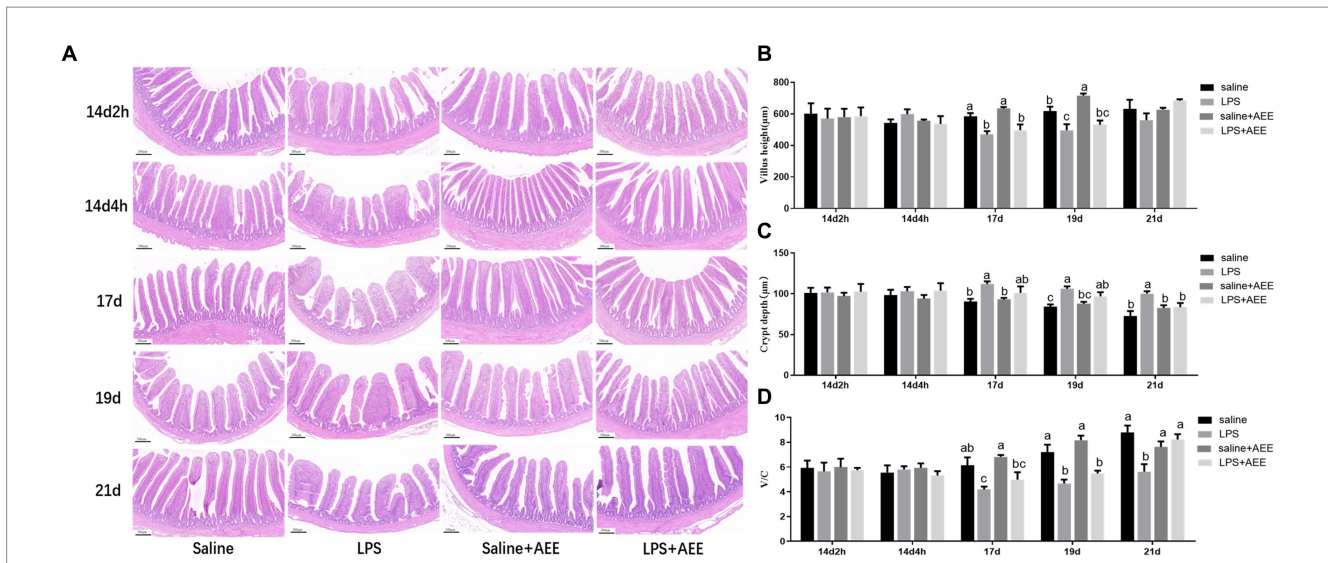 A
14d2h
14d4h
17d
19d
21d
Saline LPS Saline+AEE LPS+AEE
B
Villus height(μm)
800
600
400
200
0
a b a b
b c a bc
14d2h 14d4h 17d 19d 21d
saline
LPS
saline+AEE
LPS+AEE
C
Crypt depth(μm)
150
100
50
0
b a b ab
c a bc ab
b a b b
14d2h 14d4h 17d 19d 21d
saline
LPS
saline+AEE
LPS+AEE
D
V/C
10
8
6
4
2
0
ab c a bc
a b a b
a b a a
14d2h 14d4h 17d 19d 21d
saline
LPS
saline+AEE
LPS+AEE